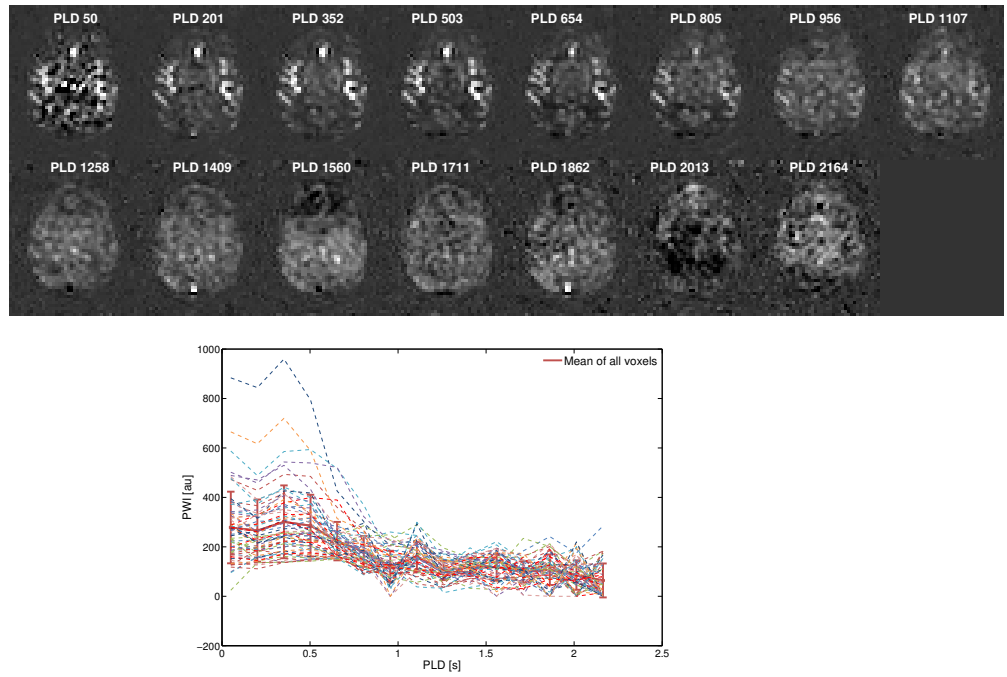 PLD 50 PLD 201 PLD 352 PLD 503 PLD 654 PLD 805 PLD 956 PLD 1107
PLD 1258 PLD 1409 PLD 1560 PLD 1711 PLD 1862 PLD 2013 PLD 2164
1000
800
600
400
200
0
−200
PWI [au]
Mean of all voxels
0 0.5 1 1.5 2 2.5
PLD [s]